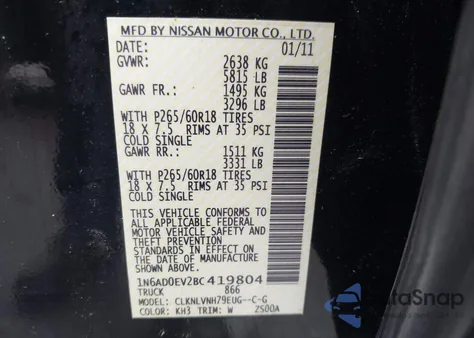 MFD BY NISSAN MOTOR CO., LTD.
DATE: 01/11
GVWR: 2638 KG
5815 LB
GAWR FR: 1495 KG
3296 LB
WITH P265/60R18 TIRES
18 X 7.5 RIMS AT 35 PSI
COLD SINGLE
GAWR RR: 1511 KG
3331 LB
WITH P265/60R18 TIRES
18 X 7.5 RIMS AT 35 PSI
COLD SINGLE
THIS VEHICLE CONFORMS TO
ALL APPLICABLE FEDERAL
MOTOR VEHICLE SAFETY AND
THEFT PREVENTION
STANDARDS IN EFFECT ON
THE DATE OF MANUFACTURE
SHOWN ABOVE.
1N6AD0EV2BC419804
TRUCK 866
MODEL: CLKNLVNH79EUG--C-G
COLOR: KH3 TRIM: W 2S00A
AutoSnap